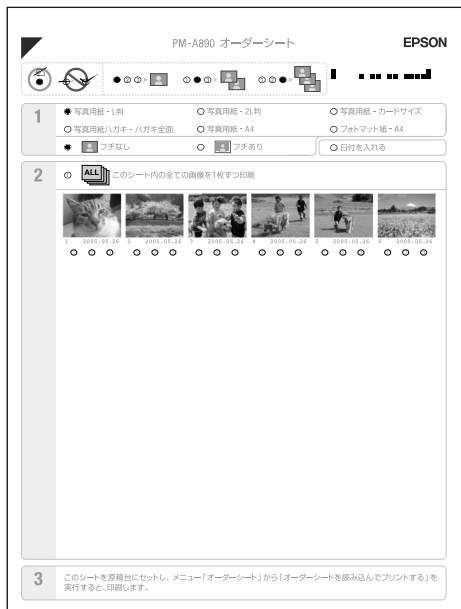 PM-A890 オーダーシート
EPSON
1
写真用紙・L判
写真用紙・2L判
写真用紙・カードサイズ
写真用紙ハガキ・ハガキ全面
写真用紙・A4
フォトマット紙・A4
フチなし
フチあり
日付を入れる
2
① ALL このシート内の全ての画像を1枚ずつ印刷
1 2005.05.26 2 2005.05.26 3 2005.05.26 4 2005.05.26 5 2005.05.26 6 2005.05.26
3
このシートを原稿台にセットし、メニュー「オーダーシート」から「オーダーシートを読み込んでプリントする」を
実行すると、印刷します。